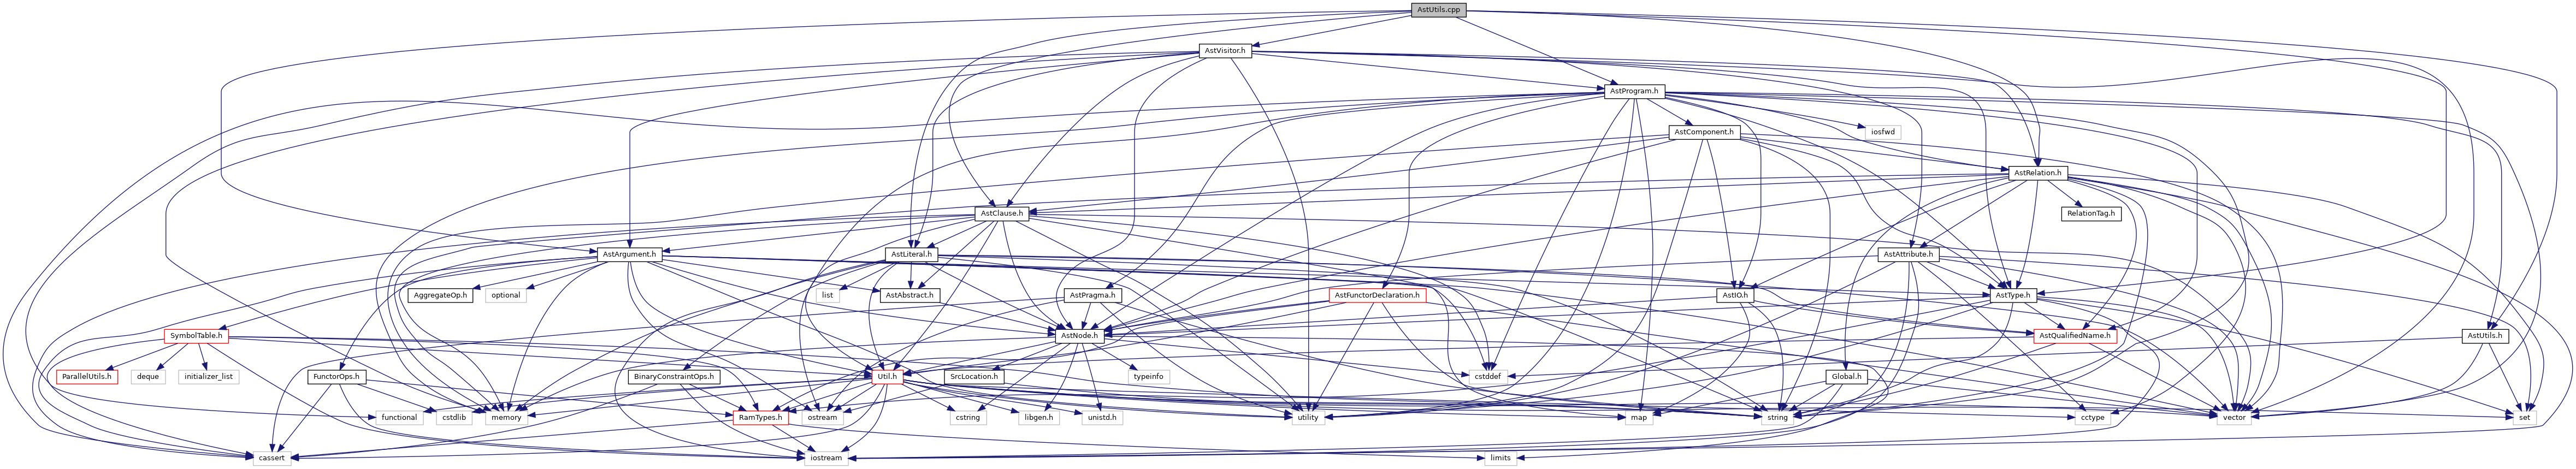 AstUtils.cpp
AstVisitor.h
AstProgram.h
AstComponent.h
iosfwd
AstRelation.h
AstClause.h
RelationTag.h
AstArgument.h
AstLiteral.h
AstAttribute.h
AggregateOp.h
optional
list
AstAbstract.h
AstPragma.h
AstFunctorDeclaration.h
AstIO.h
AstType.h
SymbolTable.h
AstNode.h
AstQualifiedName.h
AstUtils.h
ParallelUtils.h
deque
initializer_list
FunctorOps.h
BinaryConstraintOps.h
Util.h
SrcLocation.h
typeinfo
cstddef
Global.h
functional
cstdlib
memory
RamTypes.h
ostream
cstring
libgen.h
unistd.h
utility
map
string
cctype
vector
set
cassert
iostream
limits